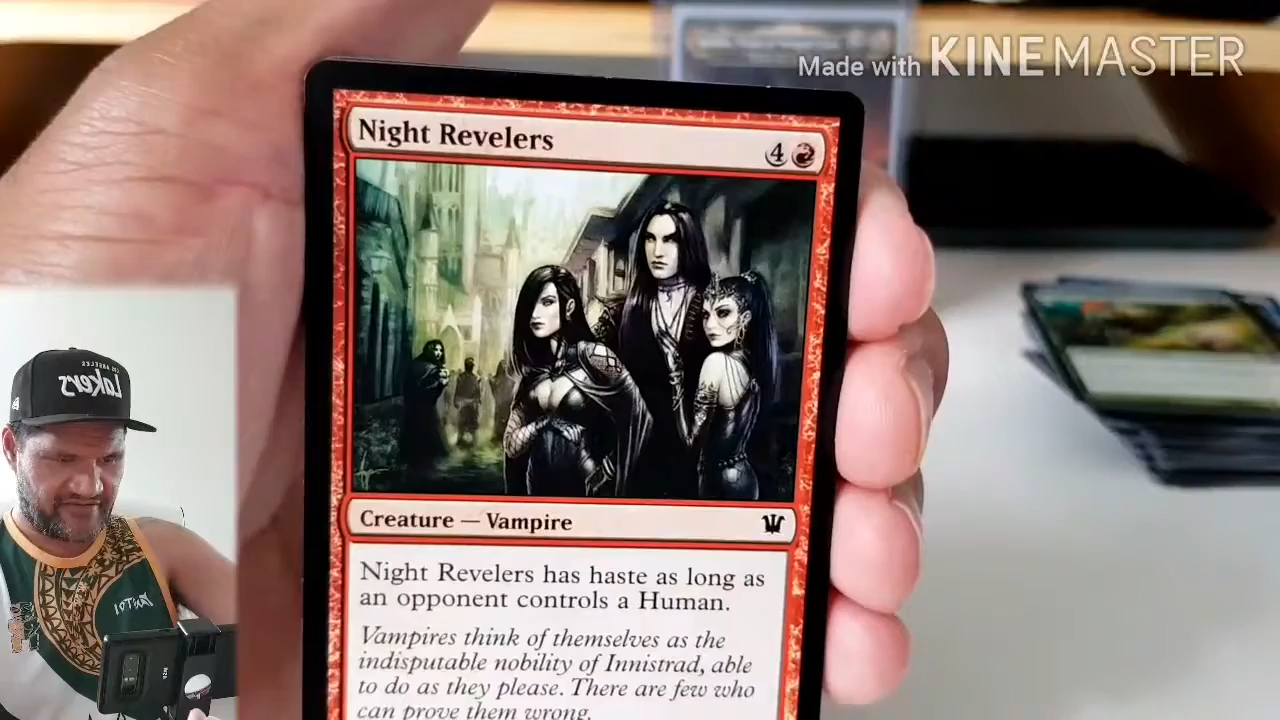 Made with KINEMASTER
Night Revelers
4
Creature — Vampire
Night Revelers has haste as long as
an opponent controls a Human.
Vampires think of themselves as the
indisputable nobility of Innistrad, able
to do as they please. There are few who
can prove them wrong.
LOS ANGELES
Lakers